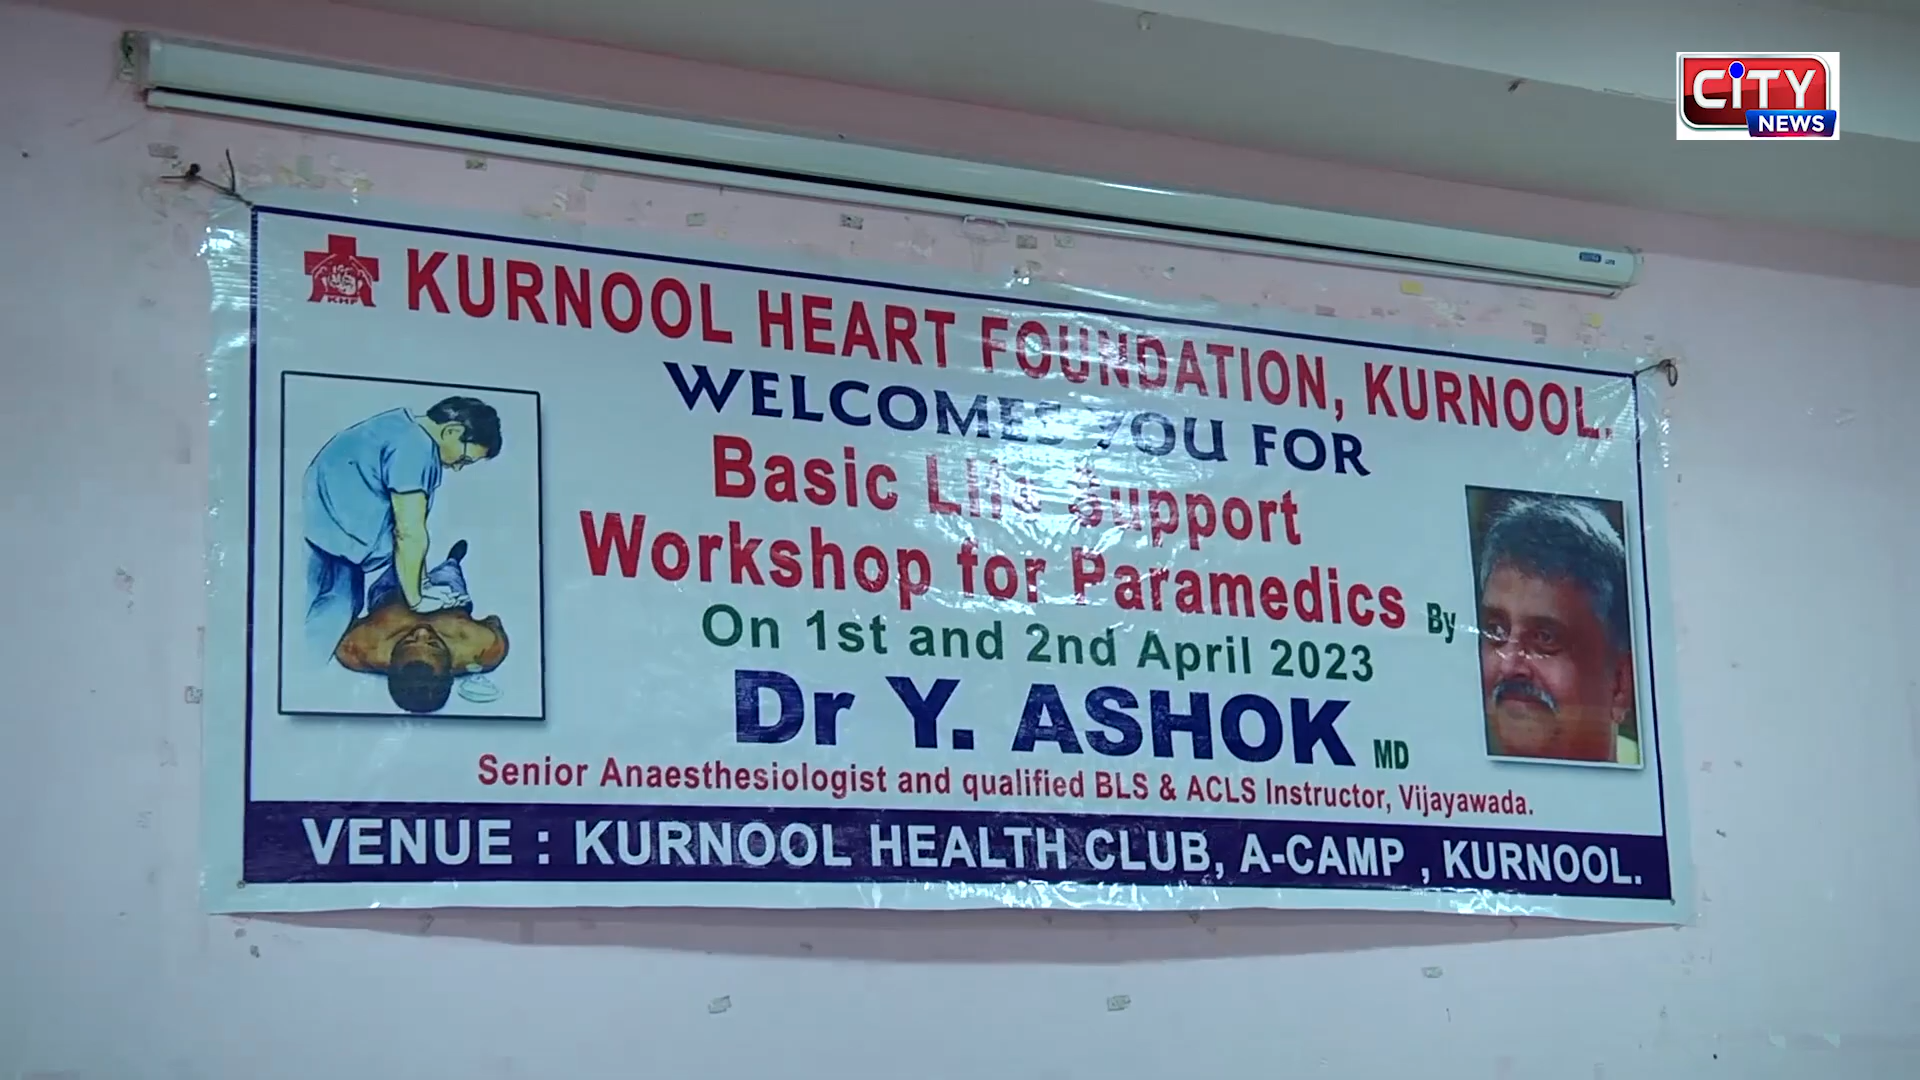 CiTY
NEWS
KHF
KURNOOL HEART FOUNDATION, KURNOOL.
WELCOMES YOU FOR
Basic Life Support
Workshop for Paramedics By
On 1st and 2nd April 2023
Dr Y. ASHOK MD
Senior Anaesthesiologist and qualified BLS & ACLS Instructor, Vijayawada.
VENUE : KURNOOL HEALTH CLUB, A-CAMP , KURNOOL.